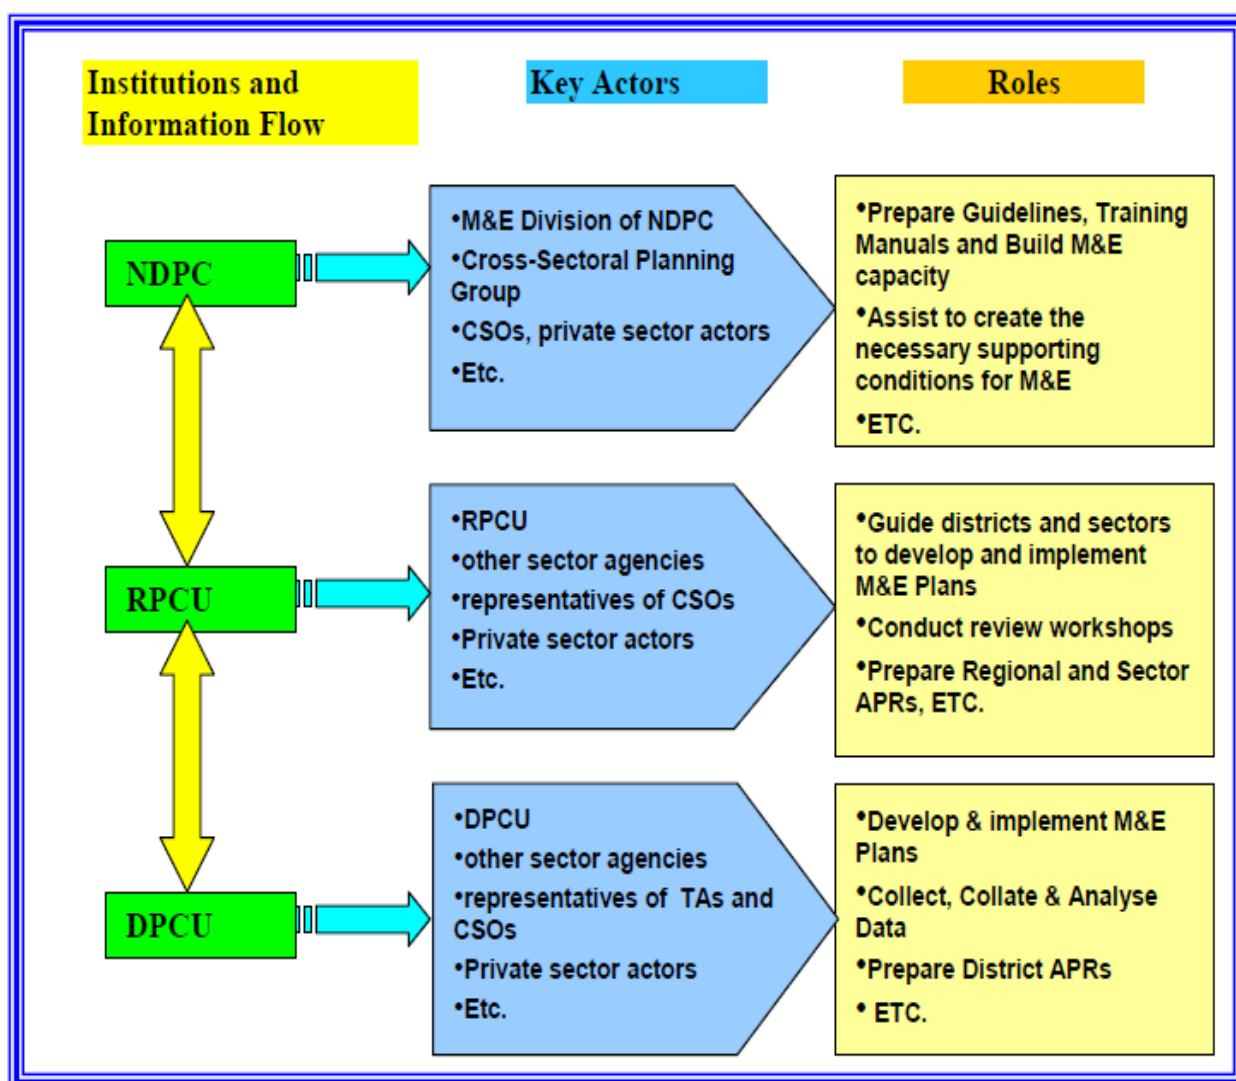 Institutions and
Information Flow
Key Actors
Roles
NDPC
•M&E Division of NDPC
•Cross-Sectoral Planning
Group
•CSOs, private sector actors
•Etc.
•Prepare Guidelines, Training
Manuals and Build M&E
capacity
•Assist to create the
necessary supporting
conditions for M&E
•ETC.
RPCU
•RPCU
•other sector agencies
•representatives of CSOs
•Private sector actors
•Etc.
•Guide districts and sectors
to develop and implement
M&E Plans
•Conduct review workshops
•Prepare Regional and Sector
APRs, ETC.
DPCU
•DPCU
•other sector agencies
•representatives of TAs and
CSOs
•Private sector actors
•Etc.
•Develop & implement M&E
Plans
•Collect, Collate & Analyse
Data
•Prepare District APRs
• ETC.